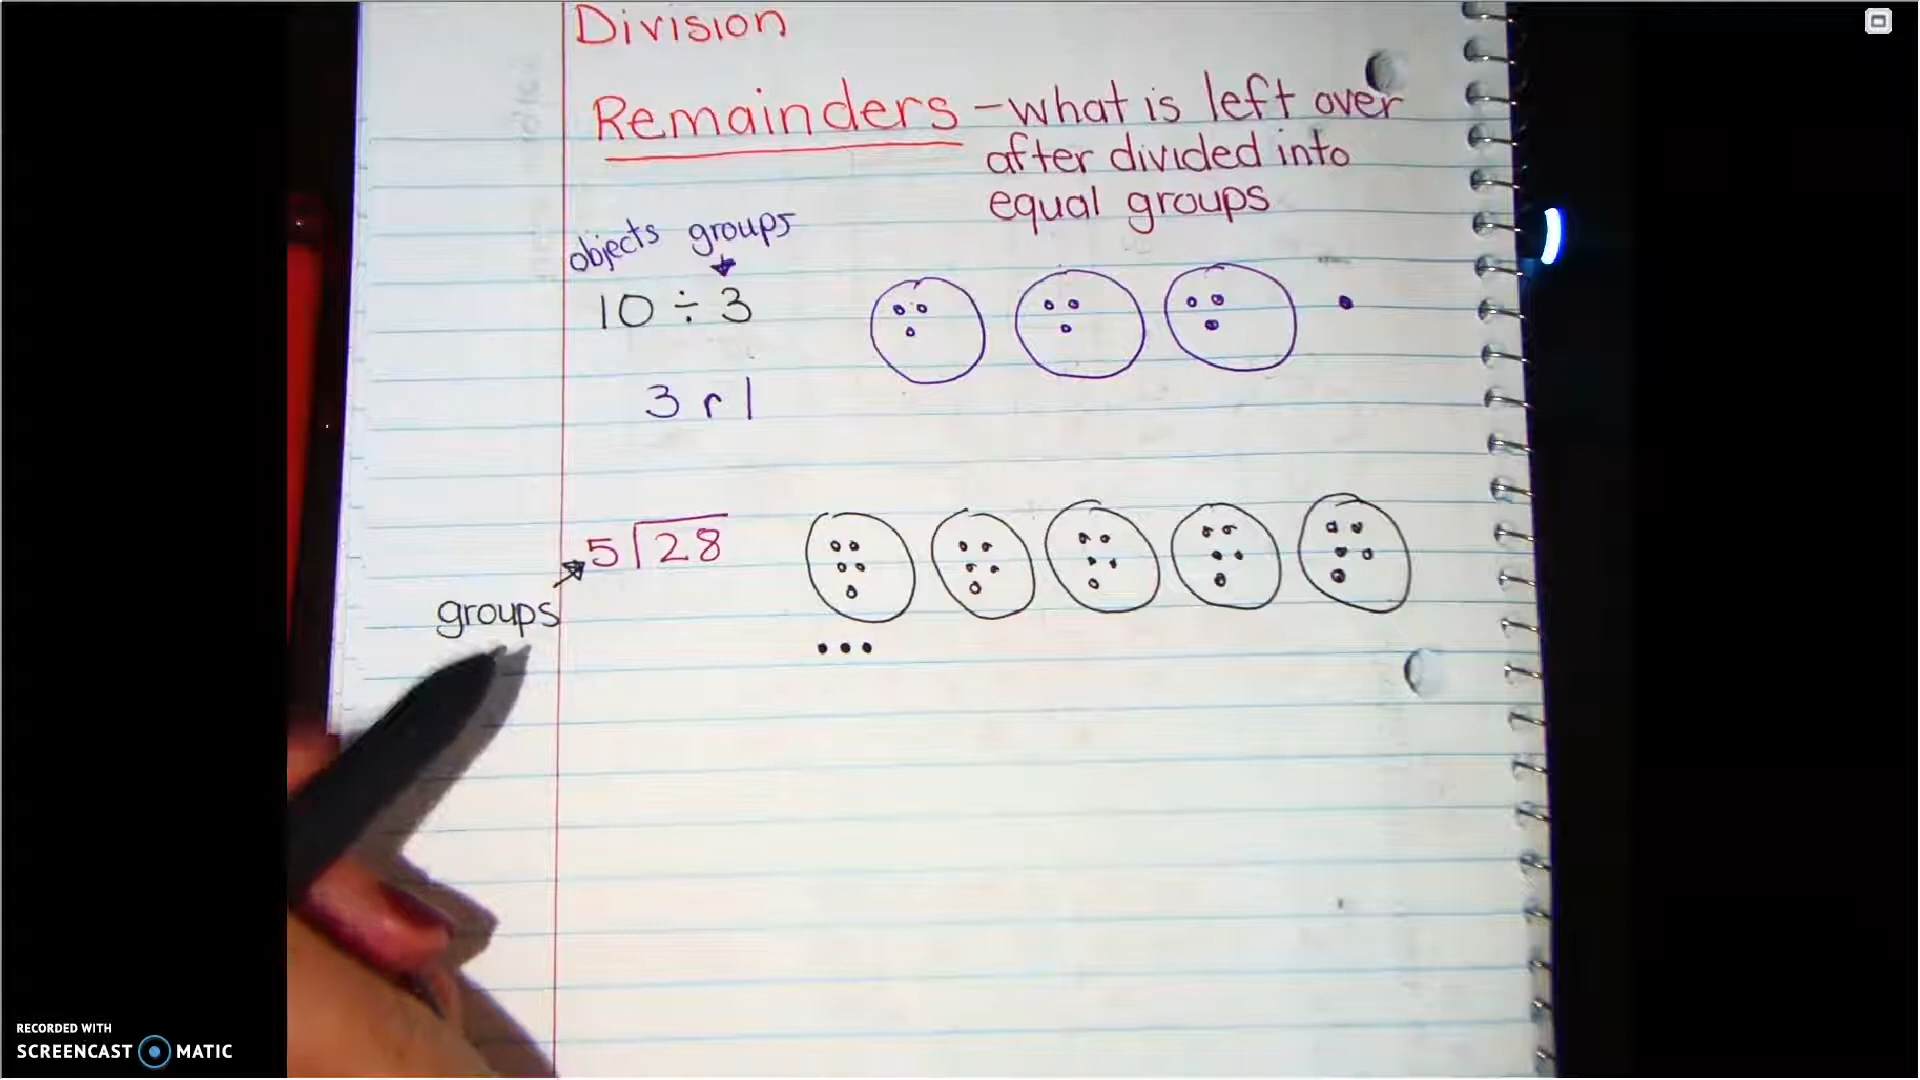 Division
Remainders - what is left over
after divided into
equal groups
objects groups
10 ÷ 3
3 r 1
5 28
groups
RECORDED WITH
SCREENCAST MATIC